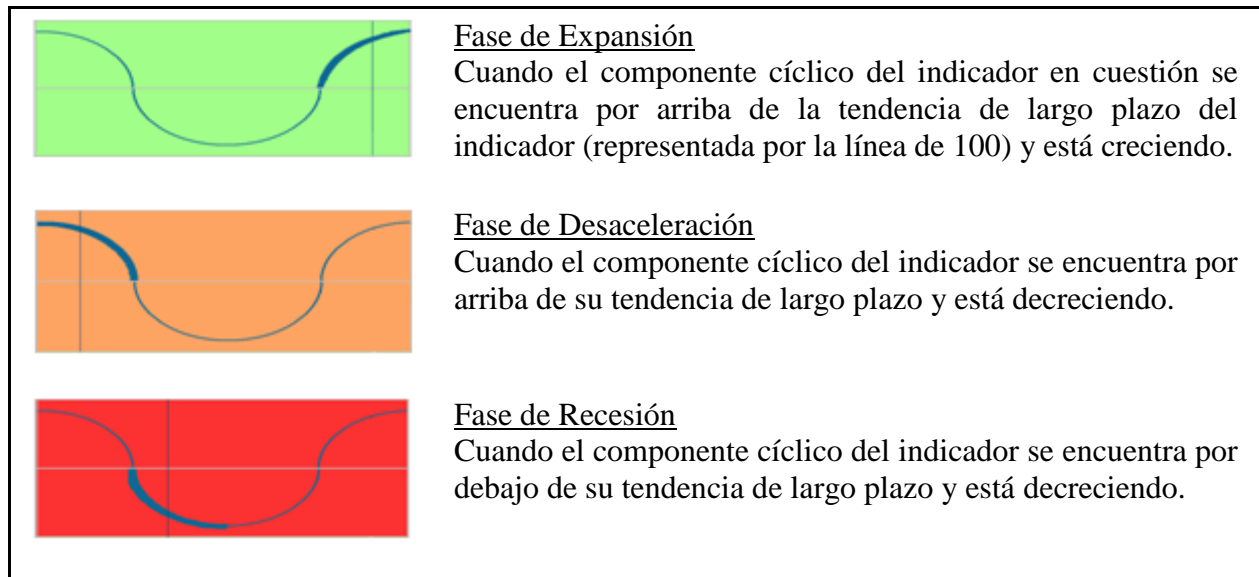 Fase de Expansión
Cuando el componente cíclico del indicador en cuestión se
encuentra por arriba de la tendencia de largo plazo del
indicador (representada por la línea de 100) y está creciendo.
Fase de Desaceleración
Cuando el componente cíclico del indicador se encuentra por
arriba de su tendencia de largo plazo y está decreciendo.
Fase de Recesión
Cuando el componente cíclico del indicador se encuentra por
debajo de su tendencia de largo plazo y está decreciendo.